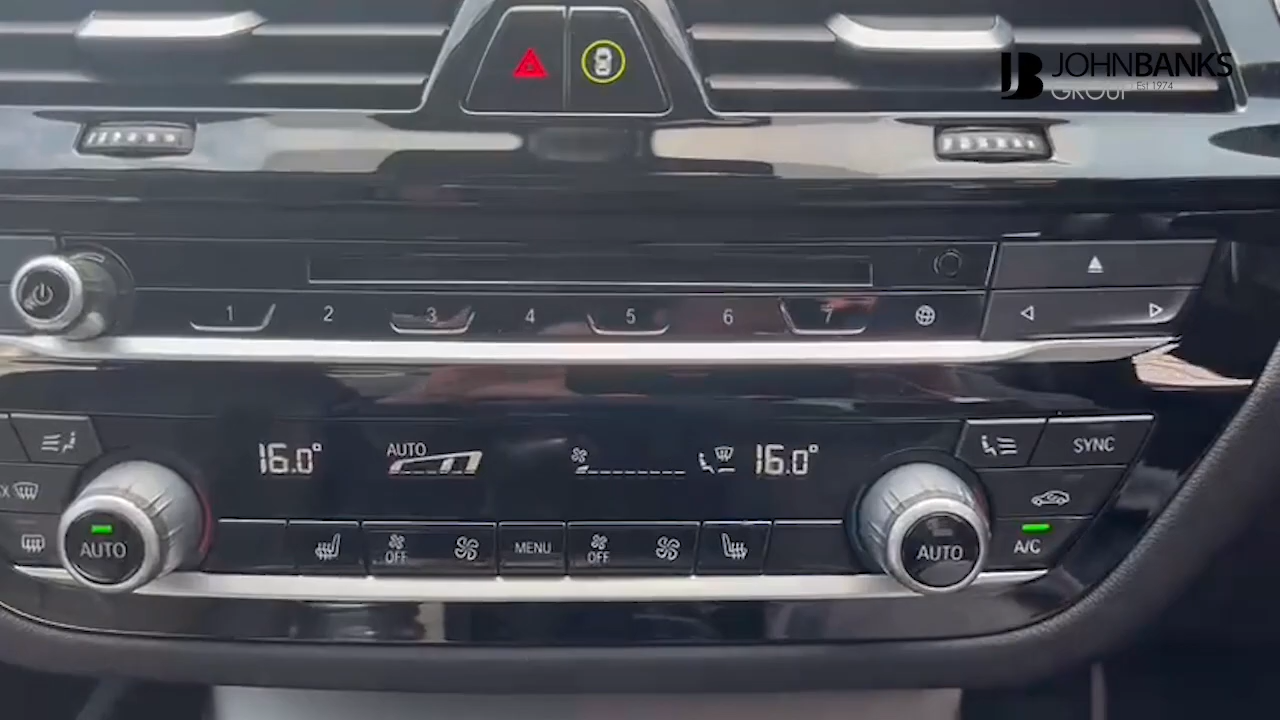 JB JOHNBANKS
GROUP Est 1974
1 2 3 4 5 6 7
16.0° AUTO 16.0°
SYNC
AUTO
OFF
MENU
OFF
AUTO
A/C